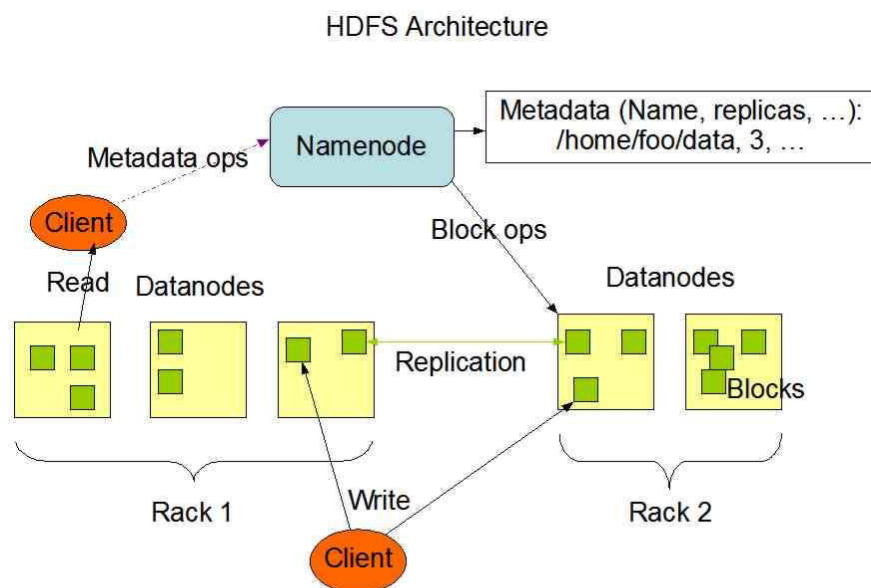 HDFS Architecture
Metadata (Name, replicas, …):
/home/foo/data, 3, …
Namenode
Metadata ops
Client
Block ops
Read
Datanodes
Datanodes
Replication
Blocks
Rack 1
Write
Rack 2
Client